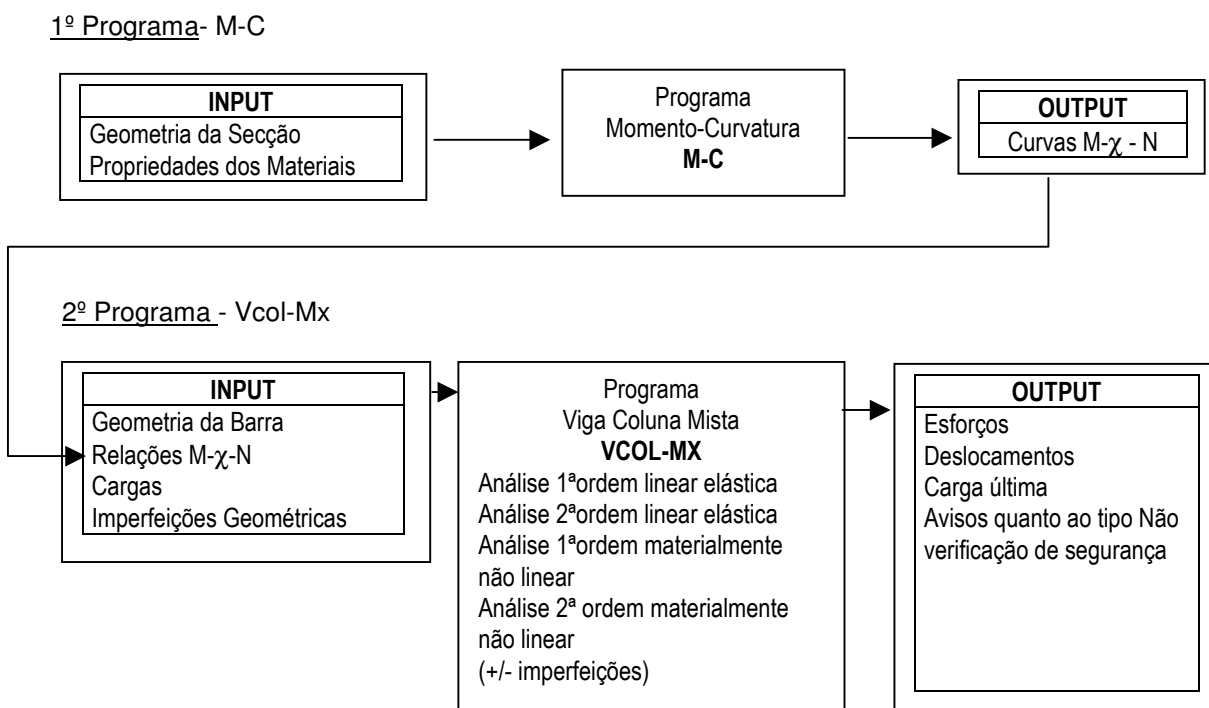 1º Programa- M-C
INPUT
Geometria da Secção
Propriedades dos Materiais
Programa
Momento-Curvatura
M-C
OUTPUT
Curvas M-χ - N
2º Programa - Vcol-Mx
INPUT
Geometria da Barra
Relações M-χ-N
Cargas
Imperfeições Geométricas
Programa
Viga Coluna Mista
VCOL-MX
Análise 1ªordem linear elástica
Análise 2ªordem linear elástica
Análise 1ªordem materialmente
não linear
Análise 2ª ordem materialmente
não linear
(+/- imperfeições)
OUTPUT
Esforços
Deslocamentos
Carga última
Avisos quanto ao tipo Não
verificação de segurança